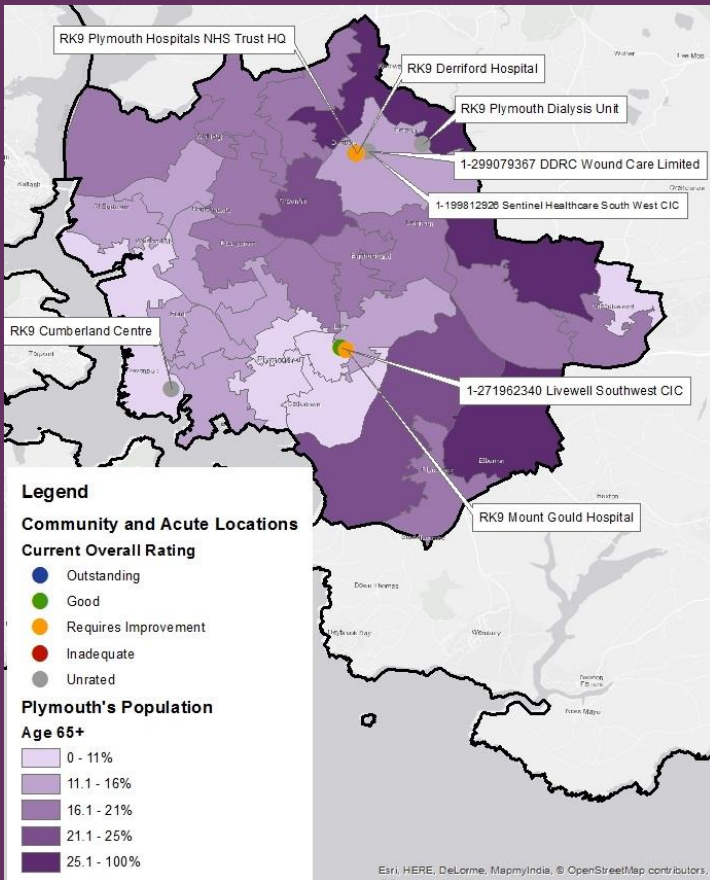 RK9 Plymouth Hospitals NHS Trust HQ
RK9 Derriford Hospital
RK9 Plymouth Dialysis Unit
1-299079367 DDRC Wound Care Limited
1-199812926 Sentinel Healthcare South West CIC
RK9 Cumberland Centre
Plymouth
1-271962340 Livewell Southwest CIC
RK9 Mount Gould Hospital
Legend
Community and Acute Locations
Current Overall Rating
Outstanding
Good
Requires Improvement
Inadequate
Unrated
Plymouth's Population
Age 65+
0 - 11%
11.1 - 16%
16.1 - 21%
21.1 - 25%
25.1 - 100%
Down Thomas
Wembury
Esri, HERE, DeLorme, MapmyIndia, © OpenStreetMap contributors,